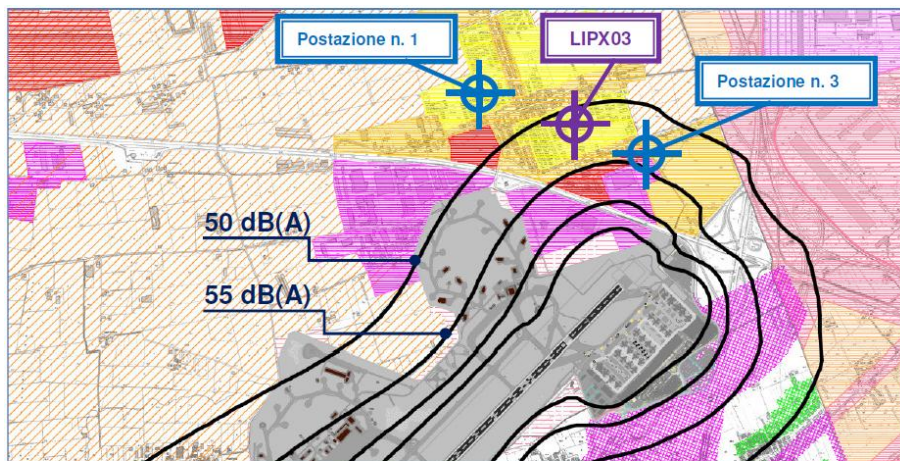 Postazione n. 1
LIPX03
Postazione n. 3
50 dB(A)
55 dB(A)